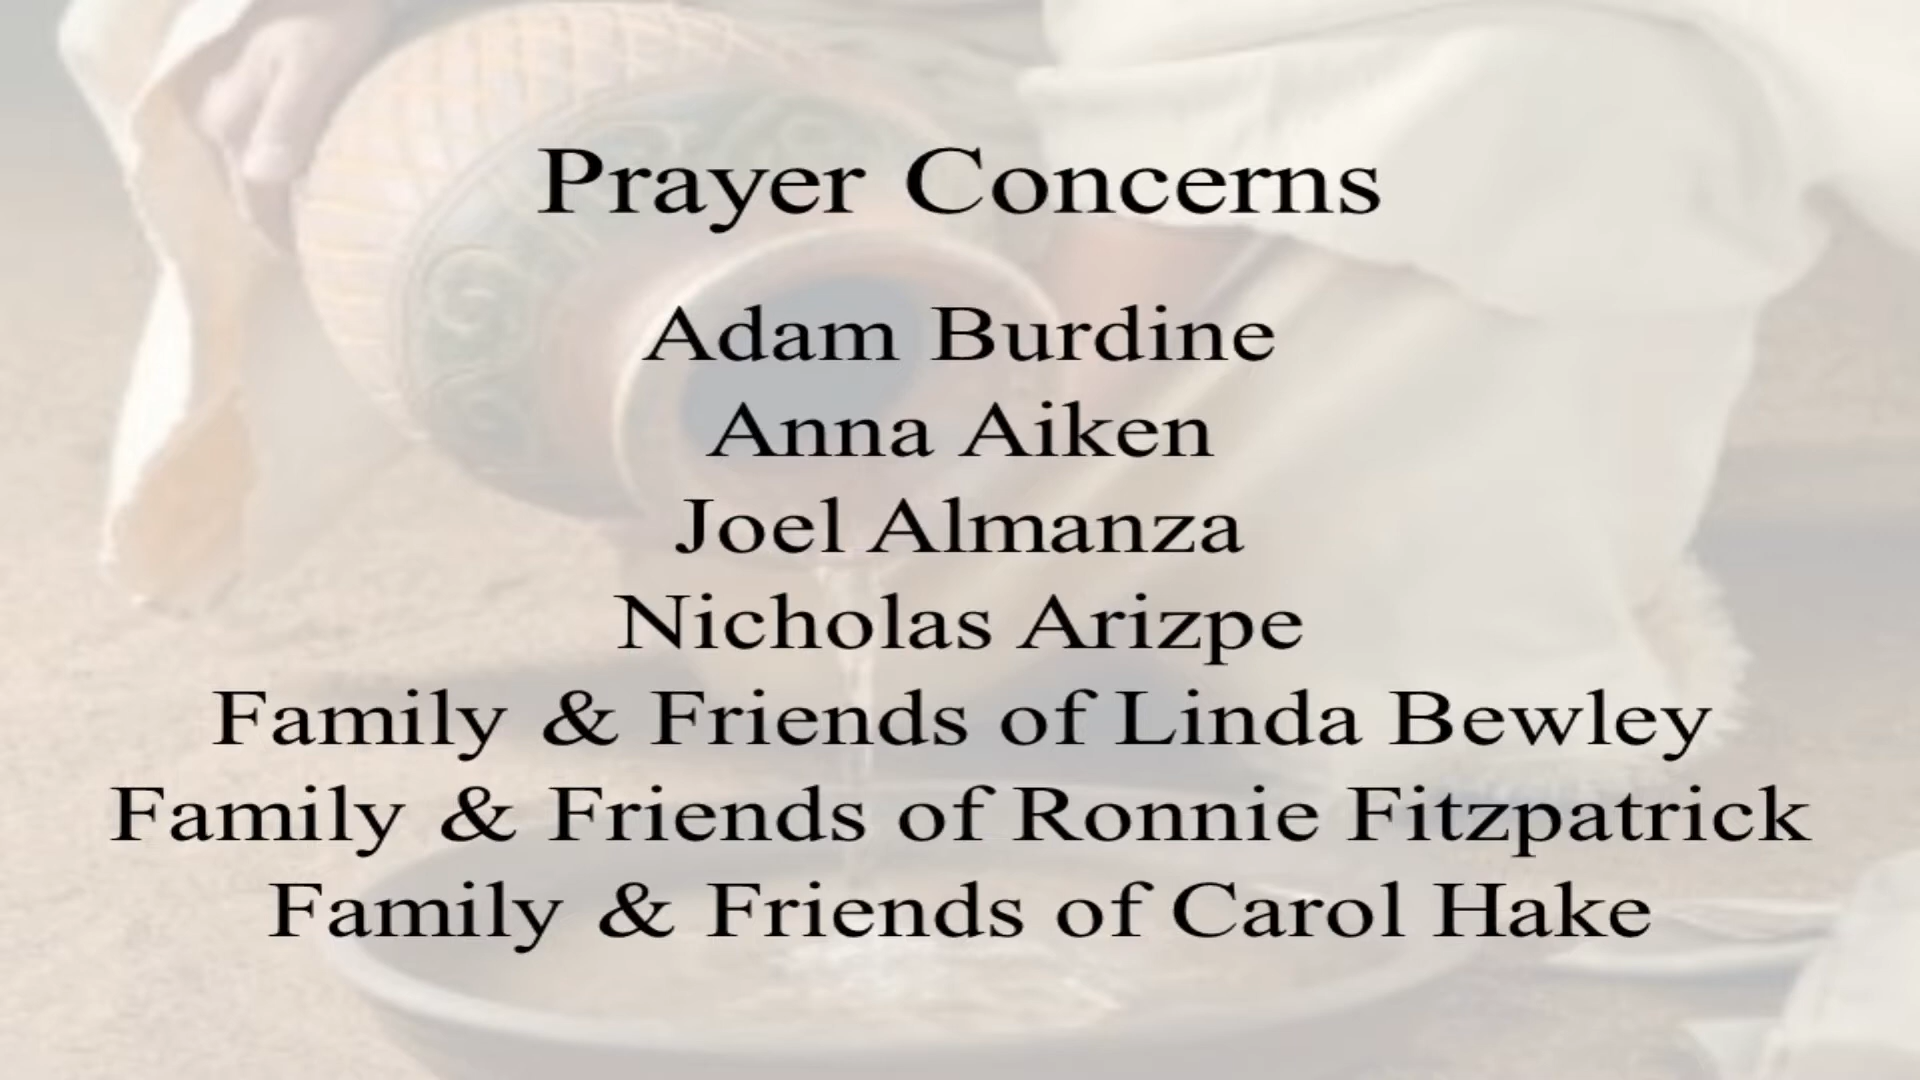 Prayer Concerns
Adam Burdine
Anna Aiken
Joel Almanza
Nicholas Arizpe
Family & Friends of Linda Bewley
Family & Friends of Ronnie Fitzpatrick
Family & Friends of Carol Hake